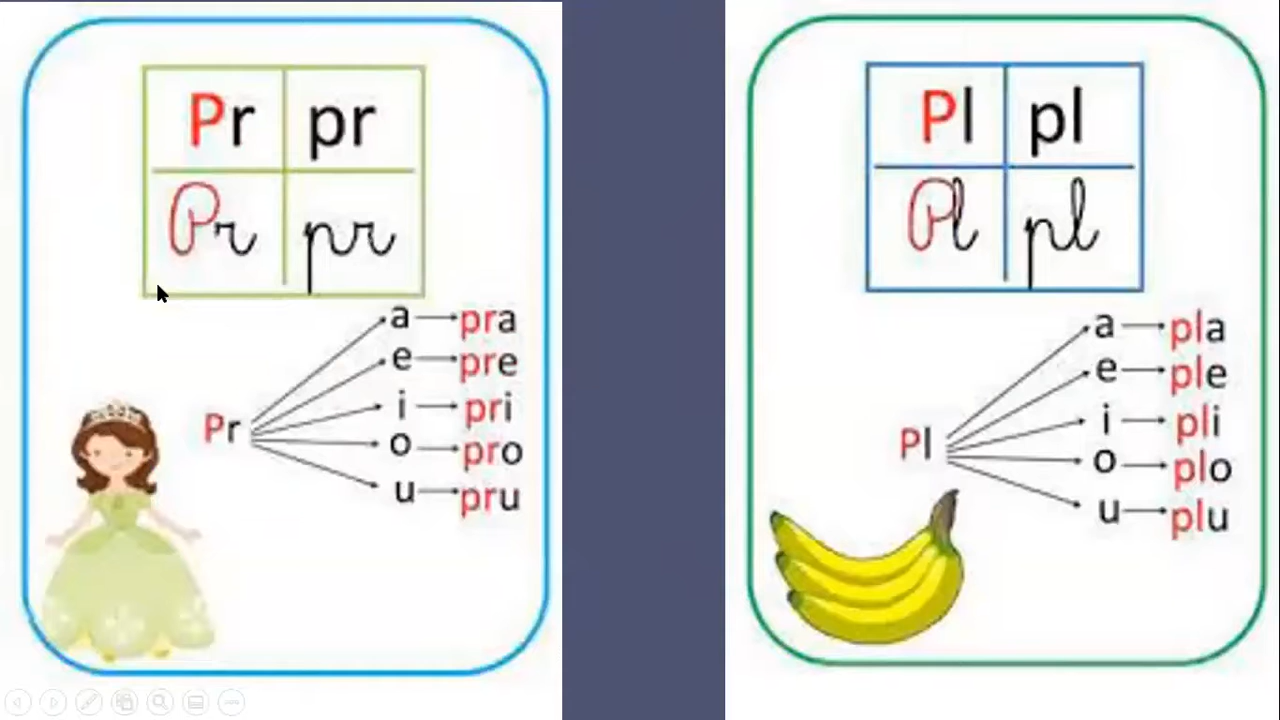 Pr pr
Pr pr
a pra
e pre
Pr i pri
o pro
u pru
Pl pl
Pl pl
a pla
e ple
Pl i pli
o plo
u plu